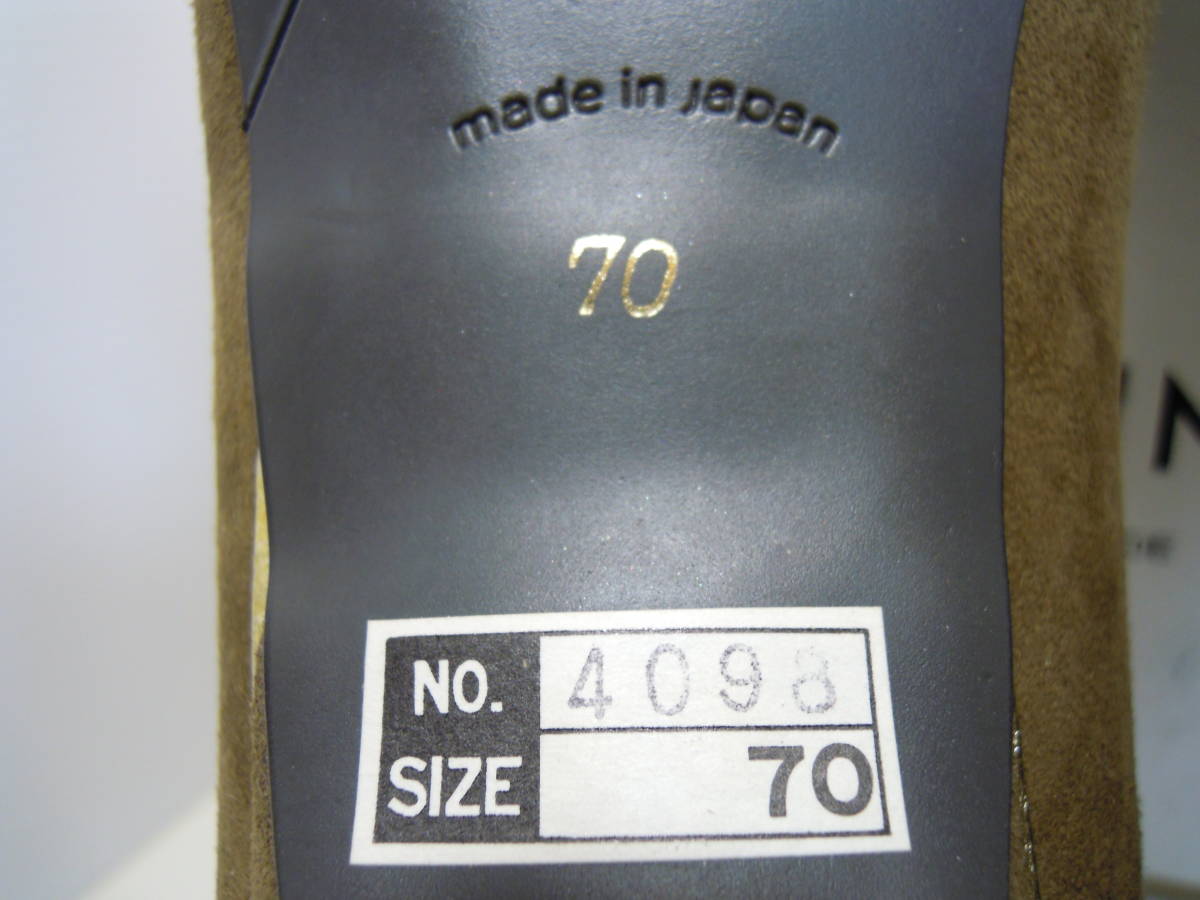 made in Japan
70
NO. 4098
SIZE 70
N